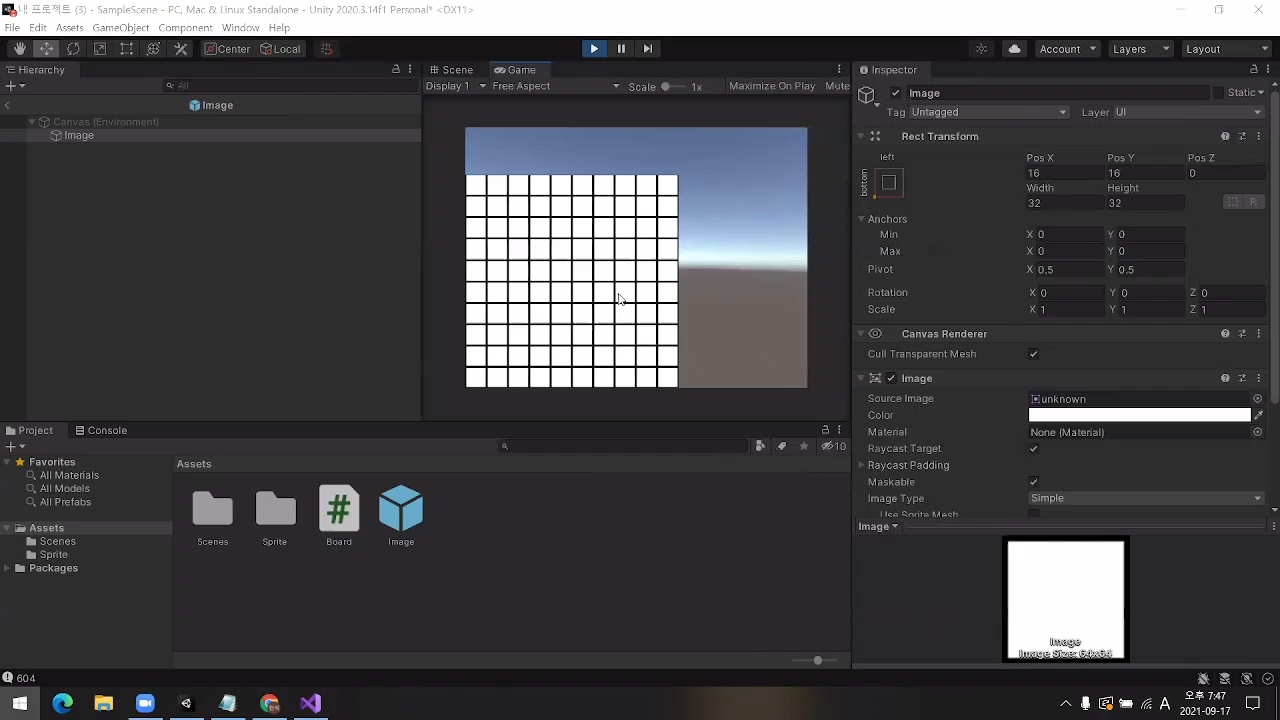 내 프로젝트 (3) - SampleScene - PC, Mac & Linux Standalone - Unity 2020.3.14f1 Personal* <DX11>
File Edit Assets GameObject Component Window Help
Center Local Account Layers Layout
Hierarchy Scene Game Inspector
All Display 1 Free Aspect Scale 1x Maximize On Play Mute
Image Image Static
Tag Untagged Layer UI
Canvas (Environment)
Image
Rect Transform
left Pos X Pos Y Pos Z
bottom 16 16 0
Width Height
32 32 R
Anchors
Min X 0 Y 0
Max X 0 Y 0
Pivot X 0.5 Y 0.5
Rotation X 0 Y 0 Z 0
Scale X 1 Y 1 Z 1
Canvas Renderer
Cull Transparent Mesh
Image
Source Image unknown
Color
Material None (Material)
Raycast Target
Raycast Padding
Maskable
Image Type Simple
Use Sprite Mesh
Project Console
10
Favorites Assets
All Materials
All Models
All Prefabs
Assets
Scenes
Sprite
Packages
Scenes Sprite # Board Image
Image
Image
Image Size: 64x64
604
A 오후 7:47
2021-09-17